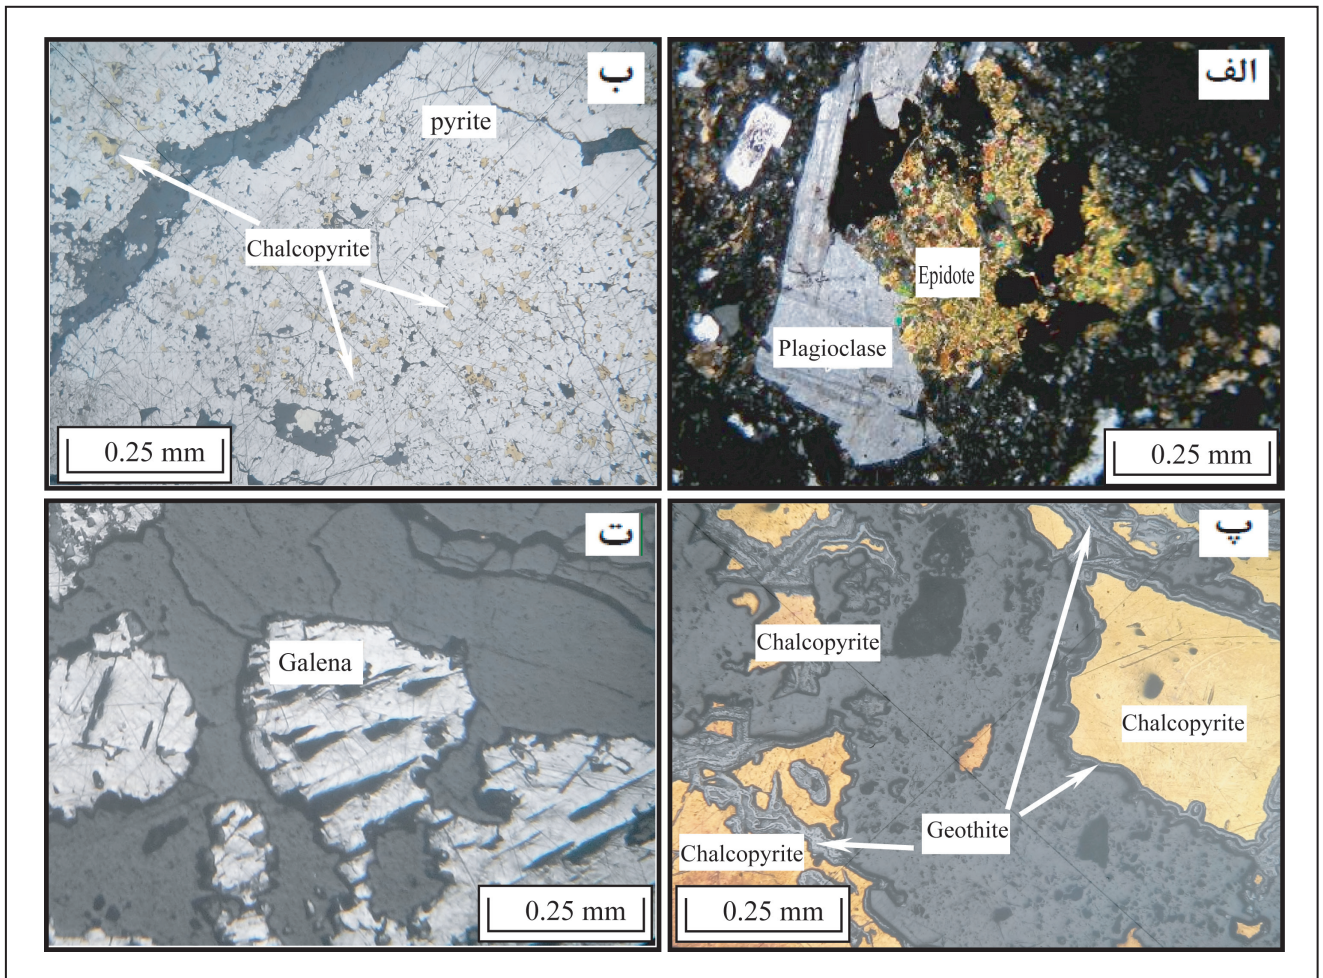 الف
Epidote
Plagioclase
0.25 mm
ب
pyrite
Chalcopyrite
0.25 mm
پ
Chalcopyrite
Chalcopyrite
Geothite
Chalcopyrite
0.25 mm
ت
Galena
0.25 mm